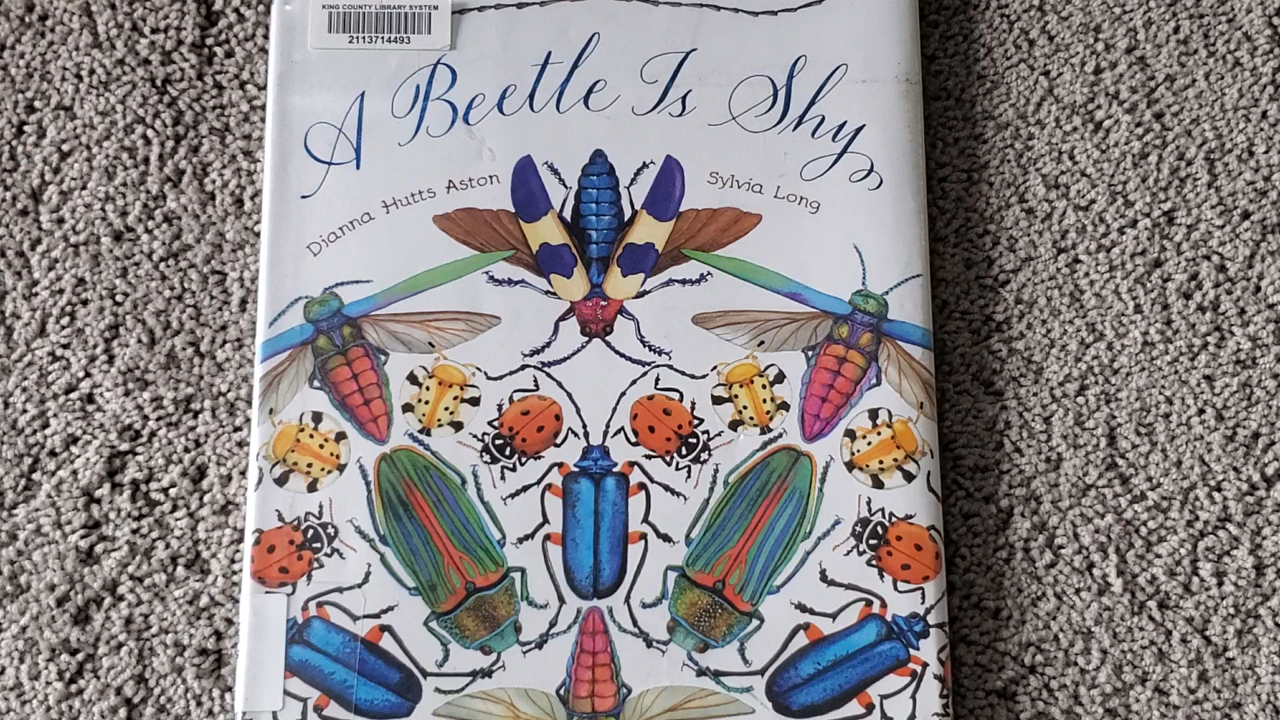 KING COUNTY LIBRARY SYSTEM
2113714493
A Beetle Is Shy
Dianna Hutts Aston
Sylvia Long